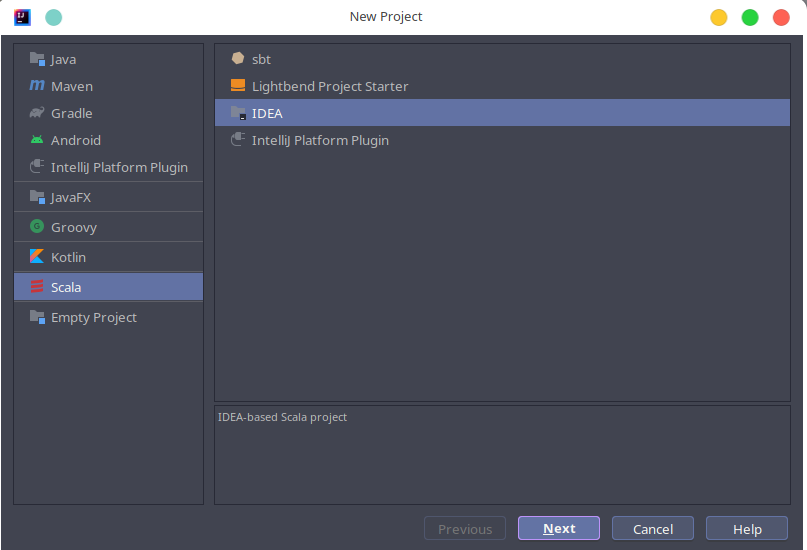 New Project
Java
Maven
Gradle
Android
IntelliJ Platform Plugin
JavaFX
Groovy
Kotlin
Scala
Empty Project
sbt
Lightbend Project Starter
IDEA
IntelliJ Platform Plugin
IDEA-based Scala project
Previous
Next
Cancel
Help